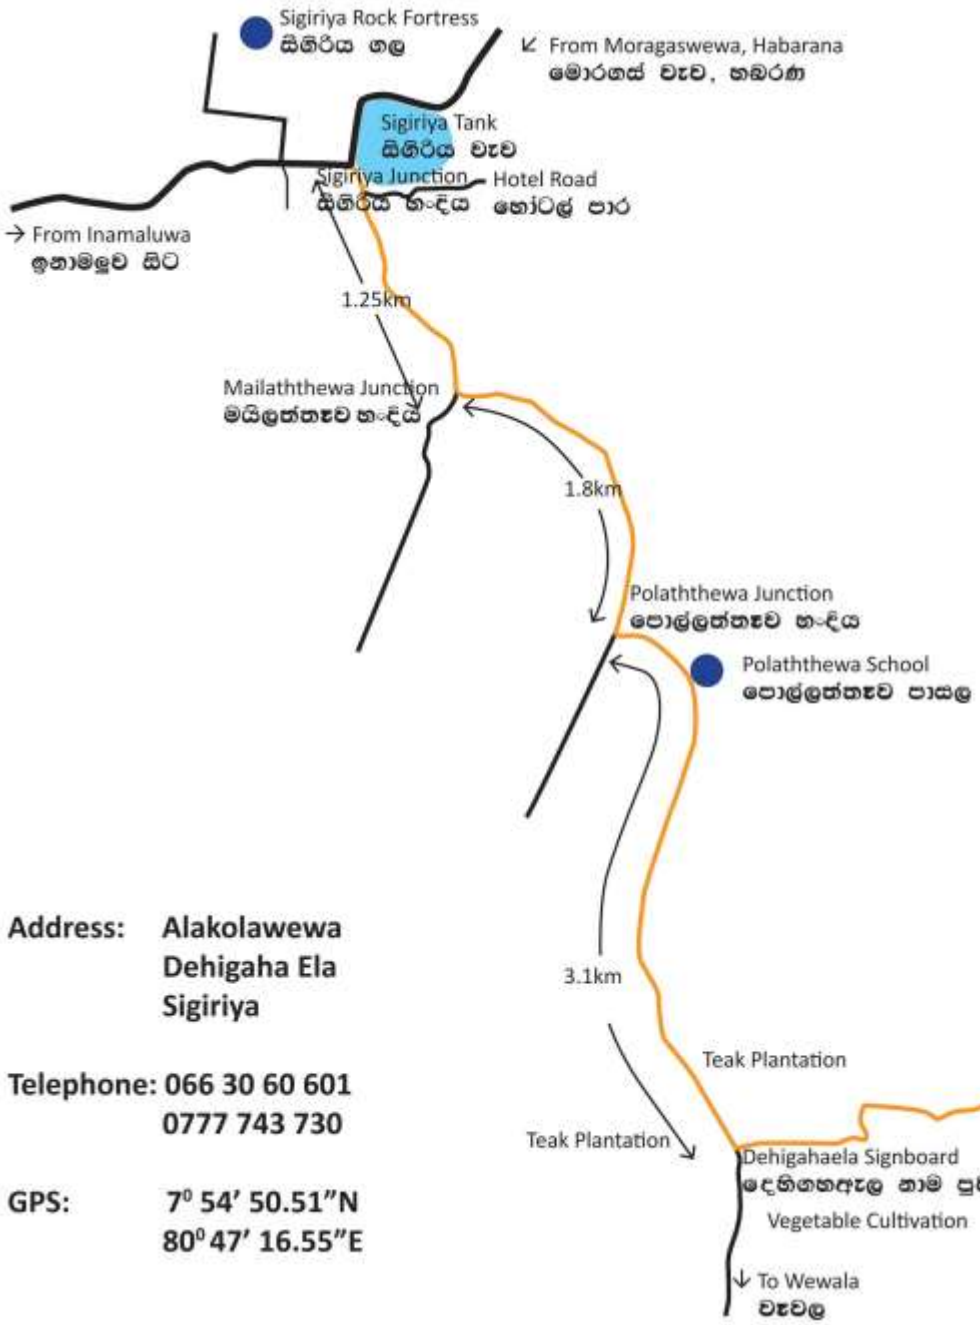 Sigiriya Rock Fortress
සීගිරිය ගල
From Moragaswewa, Habarana
මොරගස් වැව, හබරණ
Sigiriya Tank
සීගිරිය වැව
Sigiriya Junction
සීගිරිය හංදිය
Hotel Road
හෝටල් පාර
From Inamaluwa
ඉනාමලුව සිට
1.25km
Mailaththewa Junction
මයිලත්තෑව හංදිය
1.8km
Polaththewa Junction
පොල්ලත්තෑව හංදිය
Polaththewa School
පොල්ලත්තෑව පාසල
3.1km
Teak Plantation
Teak Plantation
Dehigahaela Signboard
දෙහිගහඇල නාම
Vegetable Cultivation
To Wewala
වෑවල
Address: Alakolawewa
Dehigaha Ela
Sigiriya
Telephone: 066 30 60 601
0777 743 730
GPS: 7⁰ 54’ 50.51”N
80⁰ 47’ 16.55”E